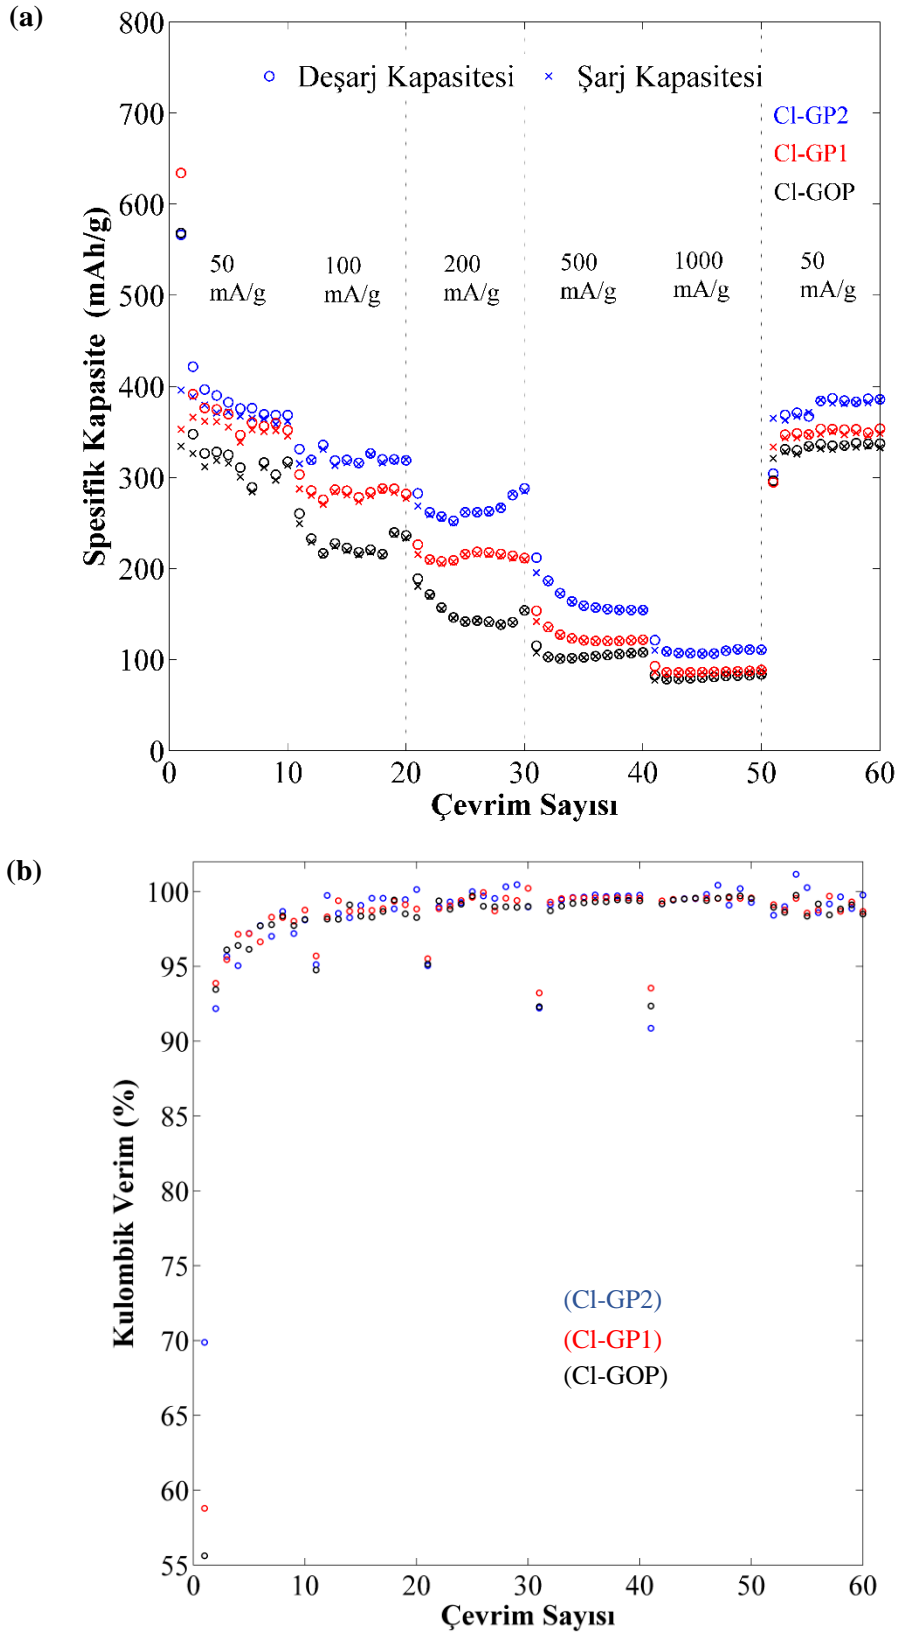 (a)
800
700
600
500
400
300
200
100
0
Spesifik Kapasite (mAh/g)
Deşarj Kapasitesi
Şarj Kapasitesi
Cl-GP2
Cl-GP1
Cl-GOP
50
mA/g
100
mA/g
200
mA/g
500
mA/g
1000
mA/g
50
mA/g
0
10
20
30
40
50
60
Çevrim Sayısı
(b)
100
95
90
85
80
75
70
65
60
55
Kulombik Verim (%)
(Cl-GP2)
(Cl-GP1)
(Cl-GOP)
0
10
20
30
40
50
60
Çevrim Sayısı